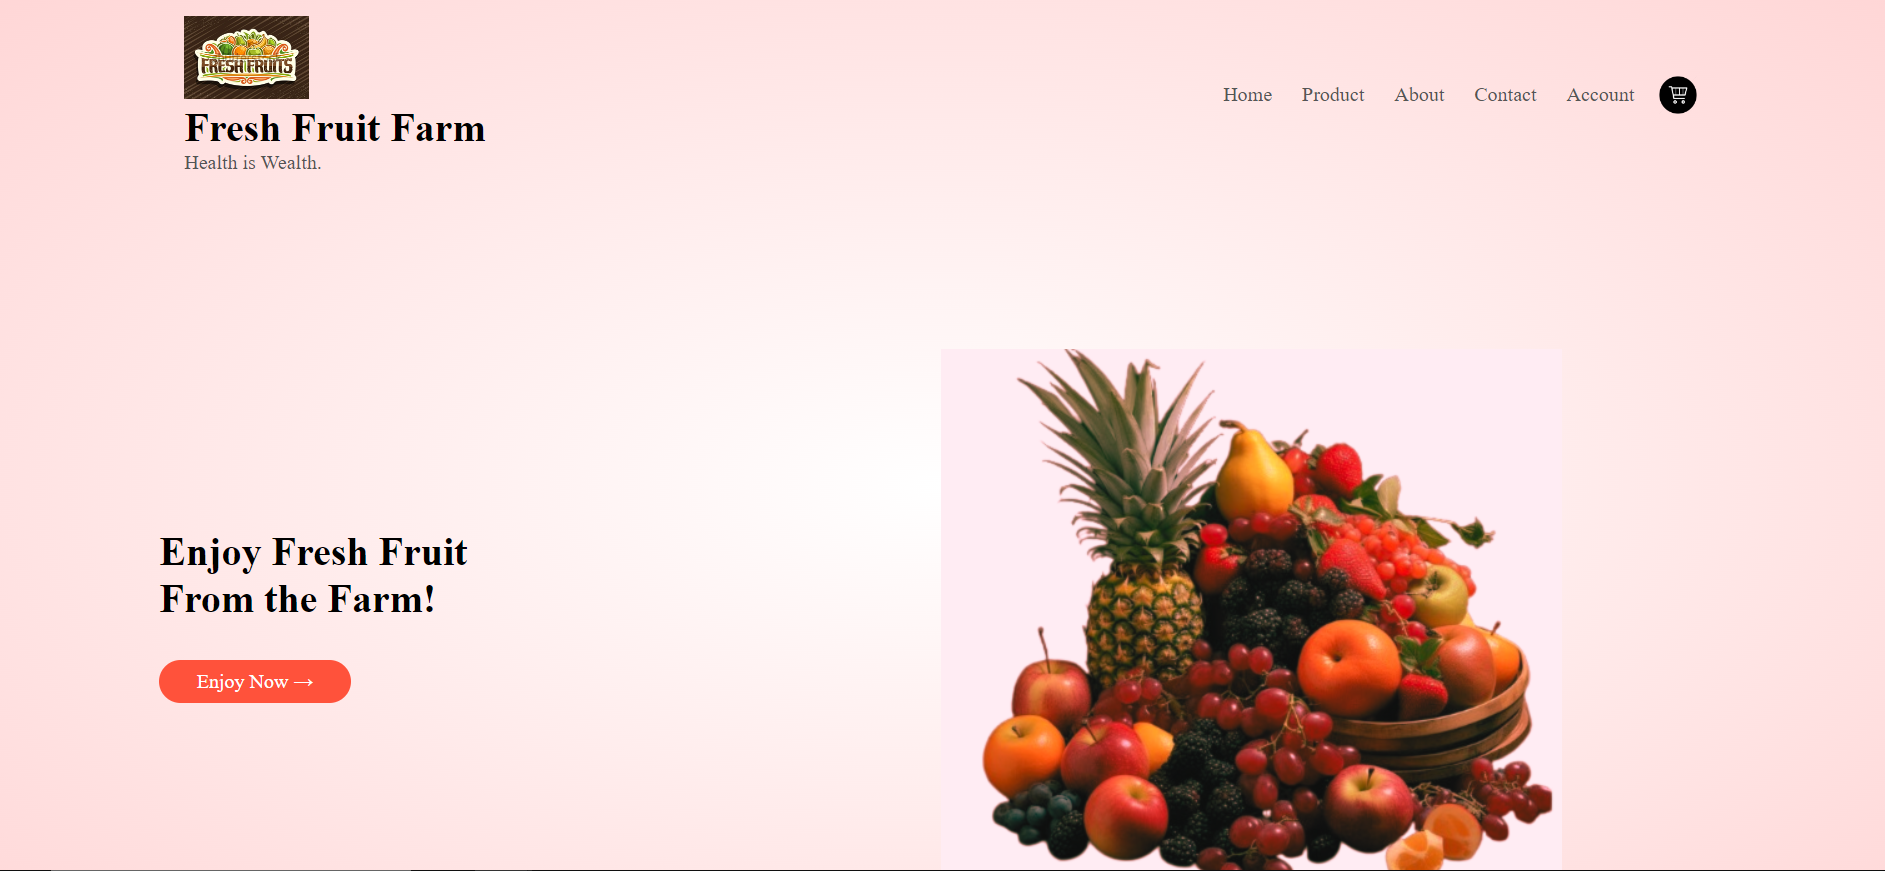 FRESH FRUITS
Fresh Fruit Farm
Health is Wealth.
Home Product About Contact Account
Enjoy Fresh Fruit
From the Farm!
Enjoy Now →